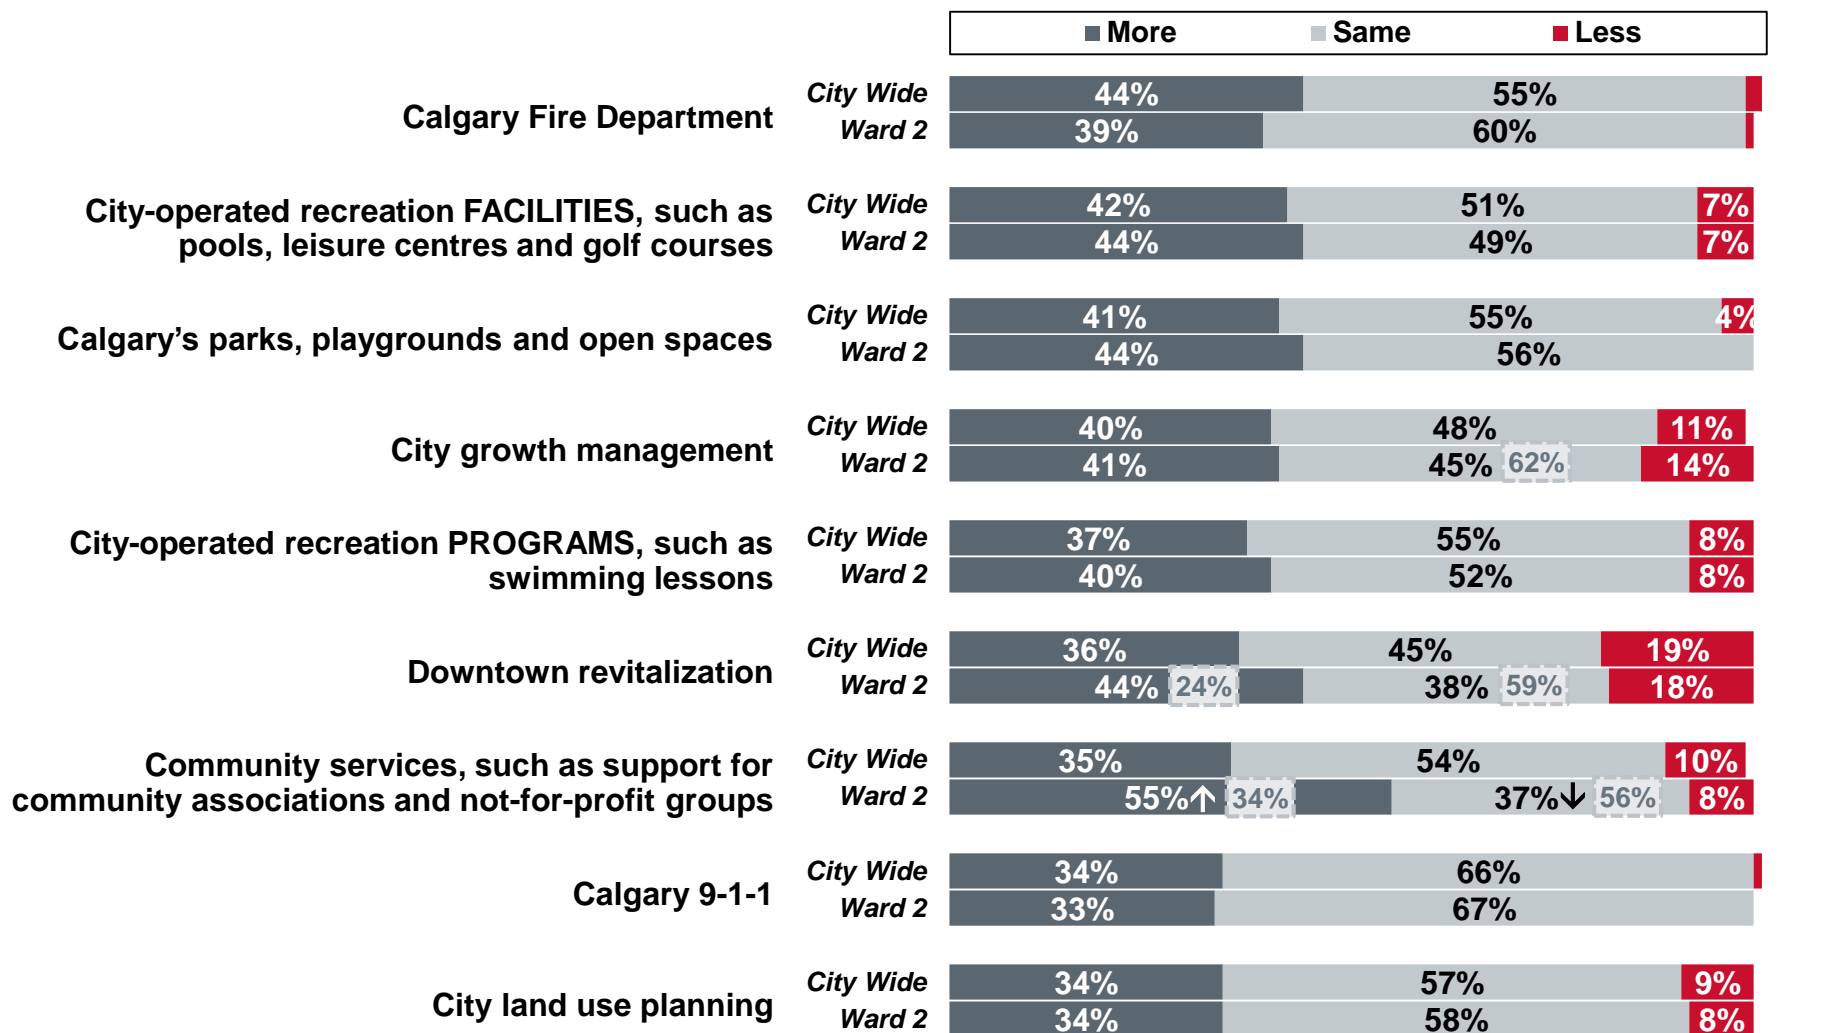 More Same Less
City Wide 44% 55%
Calgary Fire Department
Ward 2 39% 60%
City Wide 42% 51% 7%
City-operated recreation FACILITIES, such as
pools, leisure centres and golf courses
Ward 2 44% 49% 7%
City Wide 41% 55% 4%
Calgary’s parks, playgrounds and open spaces
Ward 2 44% 56%
City Wide 40% 48% 11%
City growth management
Ward 2 41% 45% 62% 14%
City Wide 37% 55% 8%
City-operated recreation PROGRAMS, such as
swimming lessons
Ward 2 40% 52% 8%
City Wide 36% 45% 19%
Downtown revitalization
Ward 2 44% 24% 38% 59% 18%
City Wide 35% 54% 10%
Community services, such as support for
community associations and not-for-profit groups
Ward 2 55%↑ 34% 37%↓ 56% 8%
City Wide 34% 66%
Calgary 9-1-1
Ward 2 33% 67%
City Wide 34% 57% 9%
City land use planning
Ward 2 34% 58% 8%